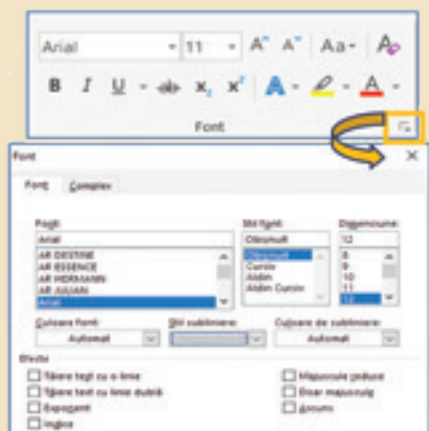 Arial 11 A A Aa A
B I U ab x, x² A A
Font
Font ×
Font Complex
Font: Stil font: Dimensiune:
Arial Obișnuit 12
AR DESTINE Obișnuit 8
AR ESSENCE Cursiv 9
AR HERMANN Aldin 10
AR JULIAN Aldin Cursiv 11
Arial 12
Culoare font: Stil subliniere: Culoare de subliniere:
Automat Automat
Efecte
Tăiere text cu o linie Majuscule reduse
Tăiere text cu linie dublă Doar majuscule
Exponent Ascuns
Indice